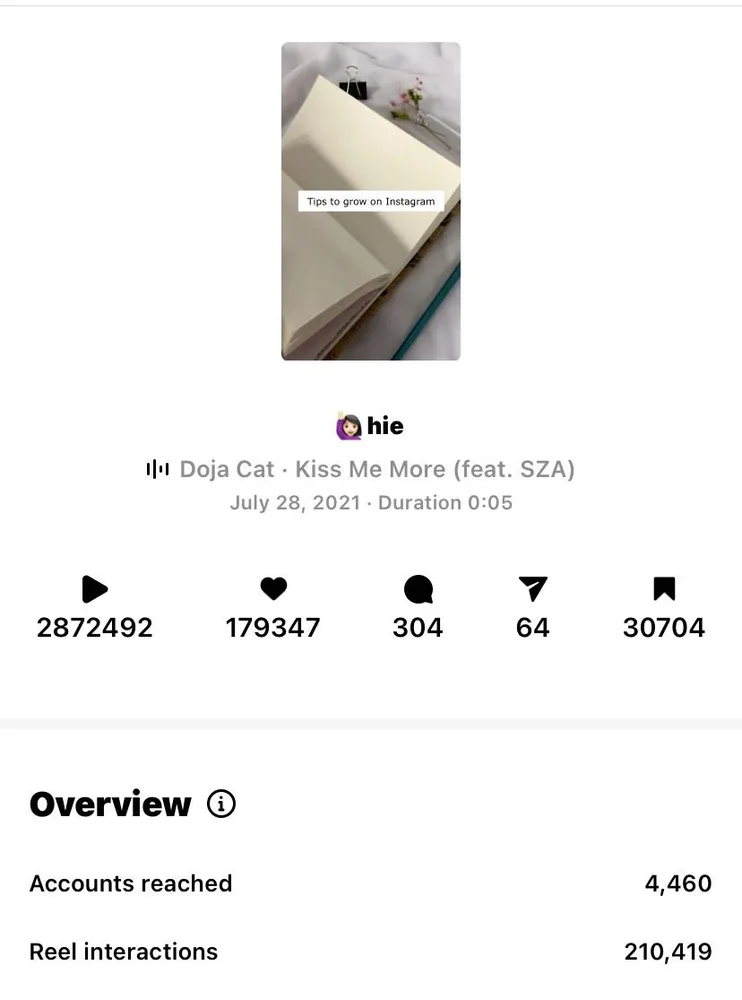 Tips to grow on Instagram
🙋🏻‍♀️hie
Doja Cat · Kiss Me More (feat. SZA)
July 28, 2021 · Duration 0:05
2872492 179347 304 64 30704
Overview
Accounts reached 4,460
Reel interactions 210,419